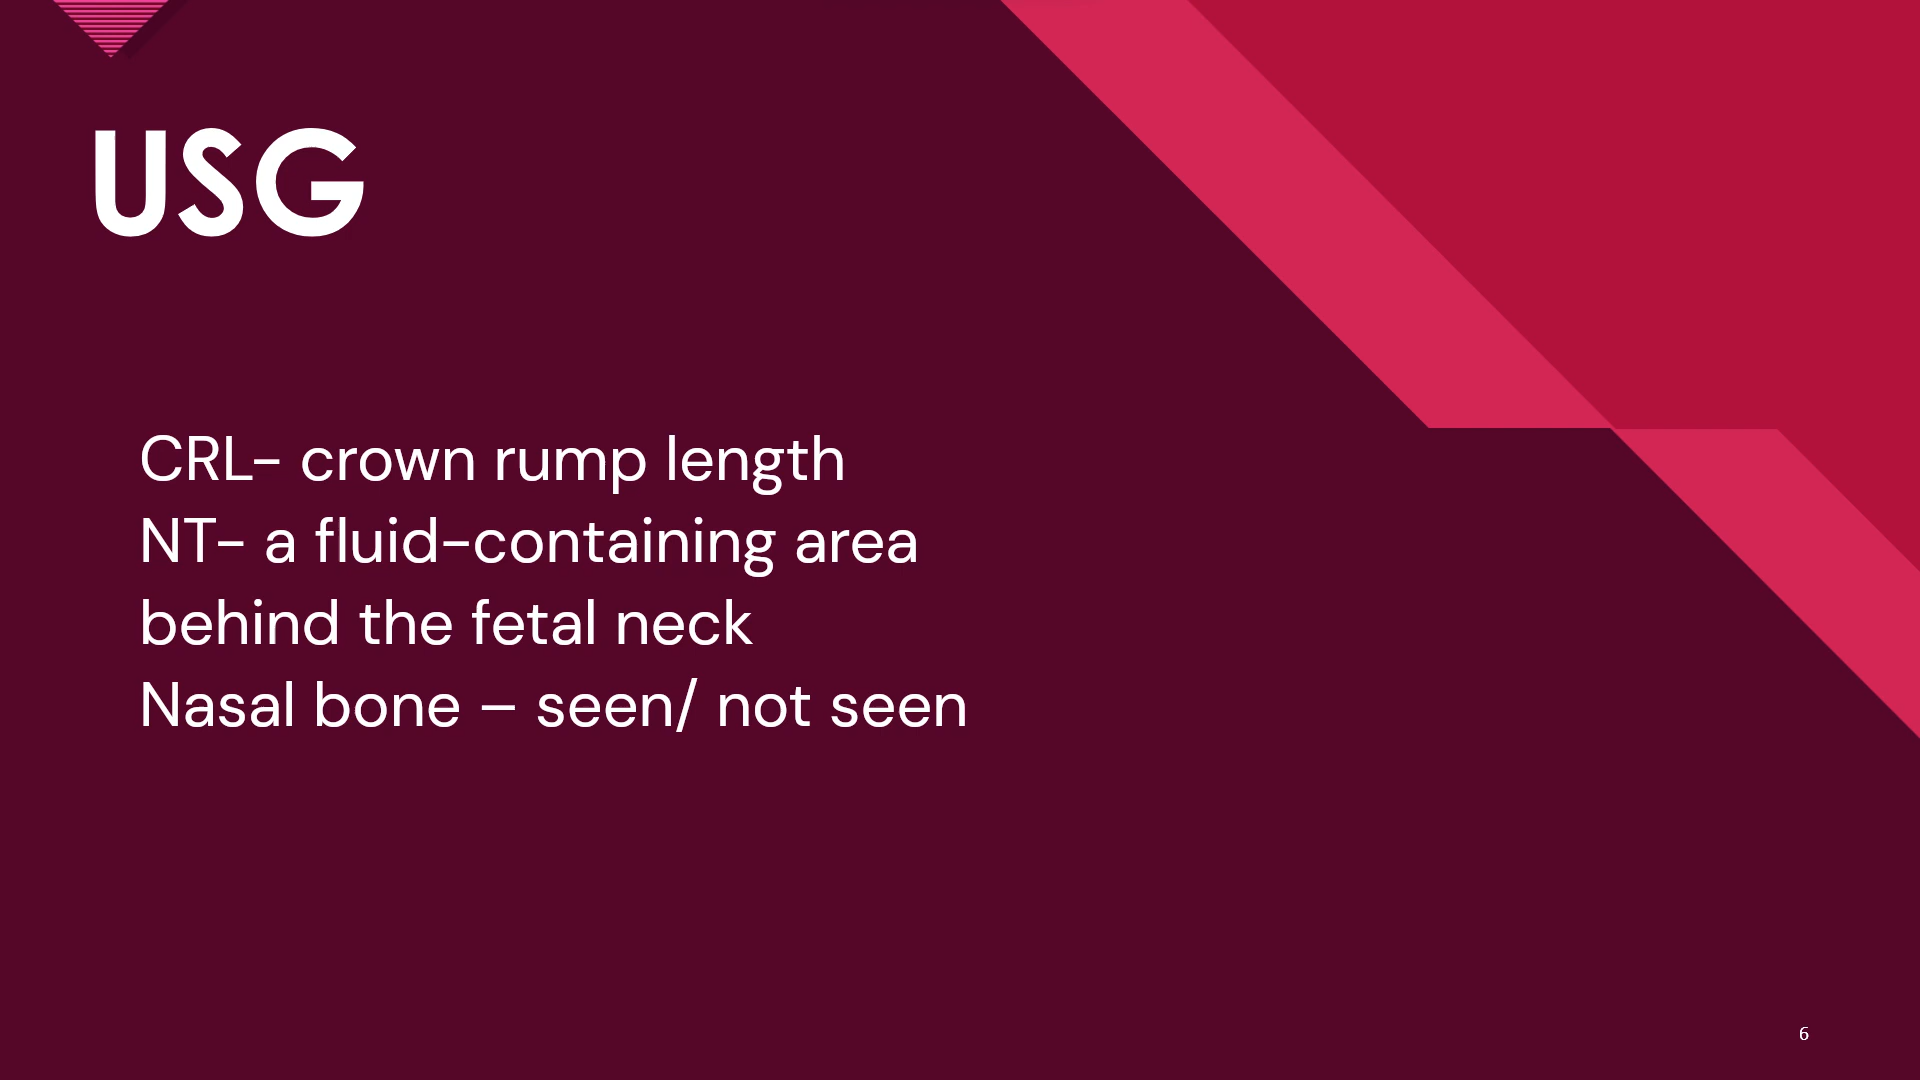 USG
CRL- crown rump length
NT- a fluid-containing area
behind the fetal neck
Nasal bone – seen/ not seen
6